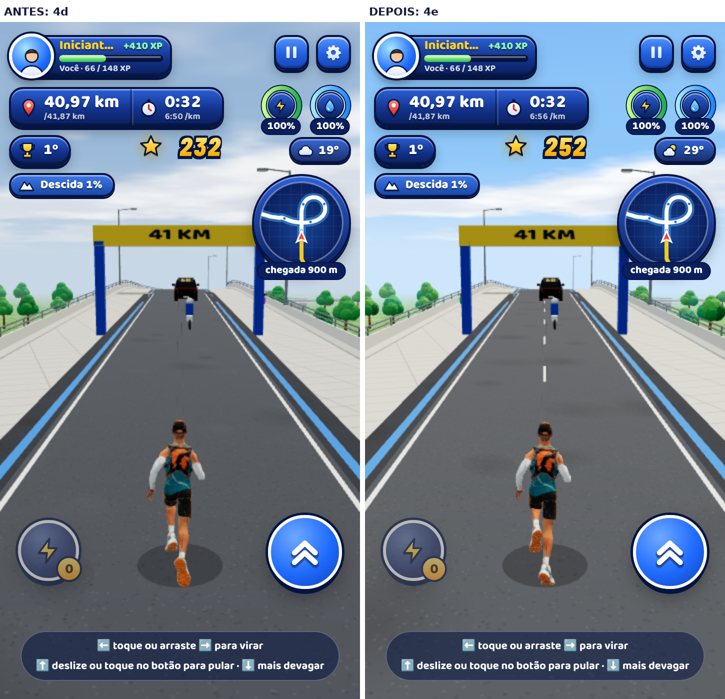 ANTES: 4d
Iniciant... +410 XP
Você · 66 / 148 XP
40,97 km 0:32
/41,87 km 6:50 /km
100% 100%
1° 232 19°
Descida 1%
41 KM
chegada 900 m
0
← toque ou arraste → para virar
↑ deslize ou toque no botão para pular · ↓ mais devagar
DEPOIS: 4e
Iniciant... +410 XP
Você · 66 / 148 XP
40,97 km 0:32
/41,87 km 6:56 /km
100% 100%
1° 252 29°
Descida 1%
41 KM
chegada 900 m
0
← toque ou arraste → para virar
↑ deslize ou toque no botão para pular · ↓ mais devagar